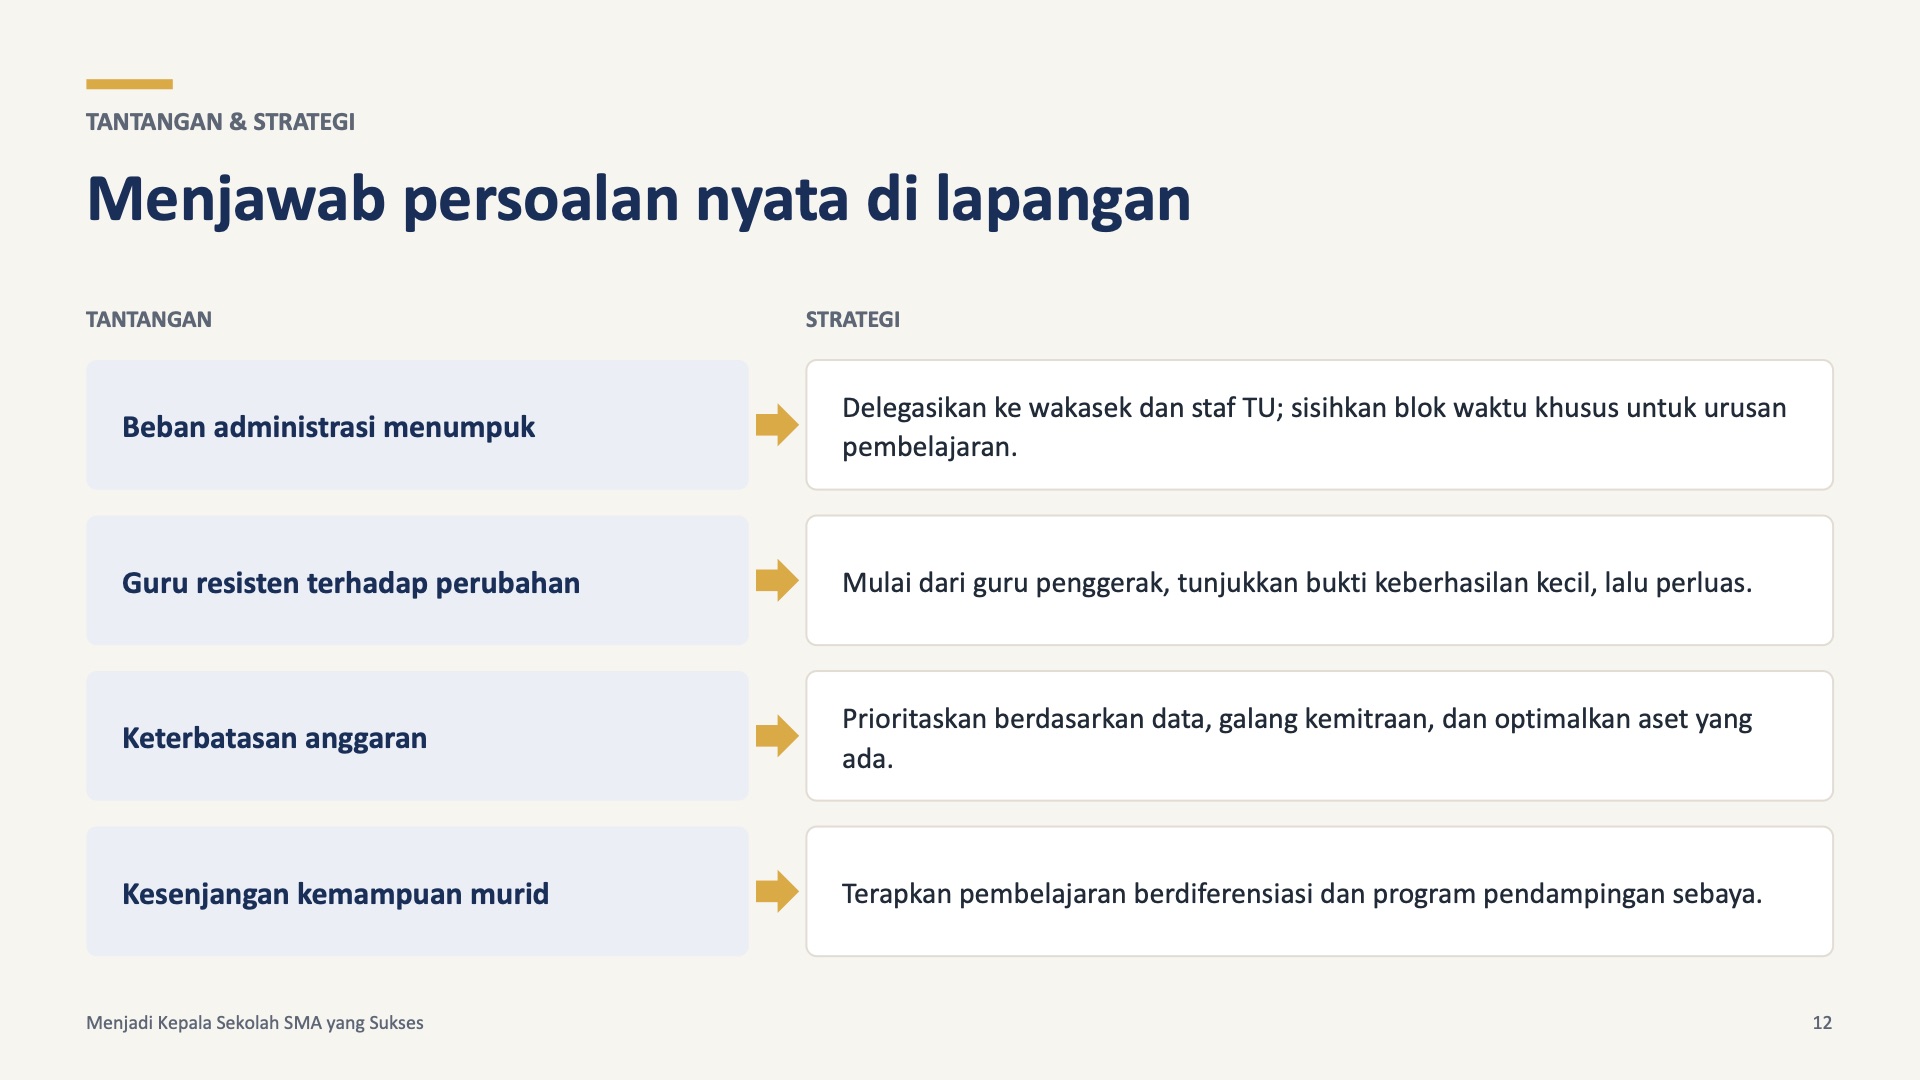 TANTANGAN & STRATEGI
Menjawab persoalan nyata di lapangan
TANTANGAN
STRATEGI
Beban administrasi menumpuk
Delegasikan ke wakasek dan staf TU; sisihkan blok waktu khusus untuk urusan
pembelajaran.
Guru resisten terhadap perubahan
Mulai dari guru penggerak, tunjukkan bukti keberhasilan kecil, lalu perluas.
Keterbatasan anggaran
Prioritaskan berdasarkan data, galang kemitraan, dan optimalkan aset yang
ada.
Kesenjangan kemampuan murid
Terapkan pembelajaran berdiferensiasi dan program pendampingan sebaya.
Menjadi Kepala Sekolah SMA yang Sukses
12